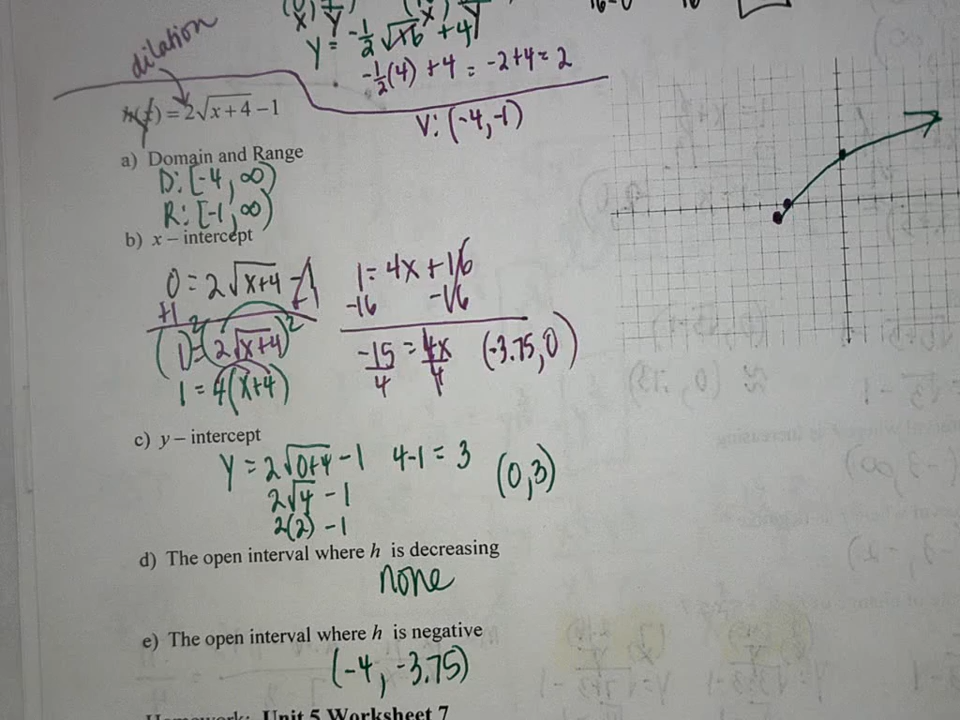 dilation
y = -1/2 √16 + 4
-1/2(4) + 4 = -2+4 = 2
= 2√x+4 - 1
V: (-4,-1)
a) Domain and Range
D: [-4, ∞)
R: [-1, ∞)
b) x – intercept
0 = 2√x+4 - 1
+1
(1)² = (2√x+4)²
1 = 4(x+4)
1 = 4x + 16
-16 -16
-15/4 = 4x/4 (-3.75, 0)
c) y – intercept
y = 2√0+4 - 1 4-1 = 3 (0,3)
2√4 - 1
2(2) - 1
d) The open interval where h is decreasing
none
e) The open interval where h is negative
(-4, -3.75)
Homework: Unit 5 Worksheet 7